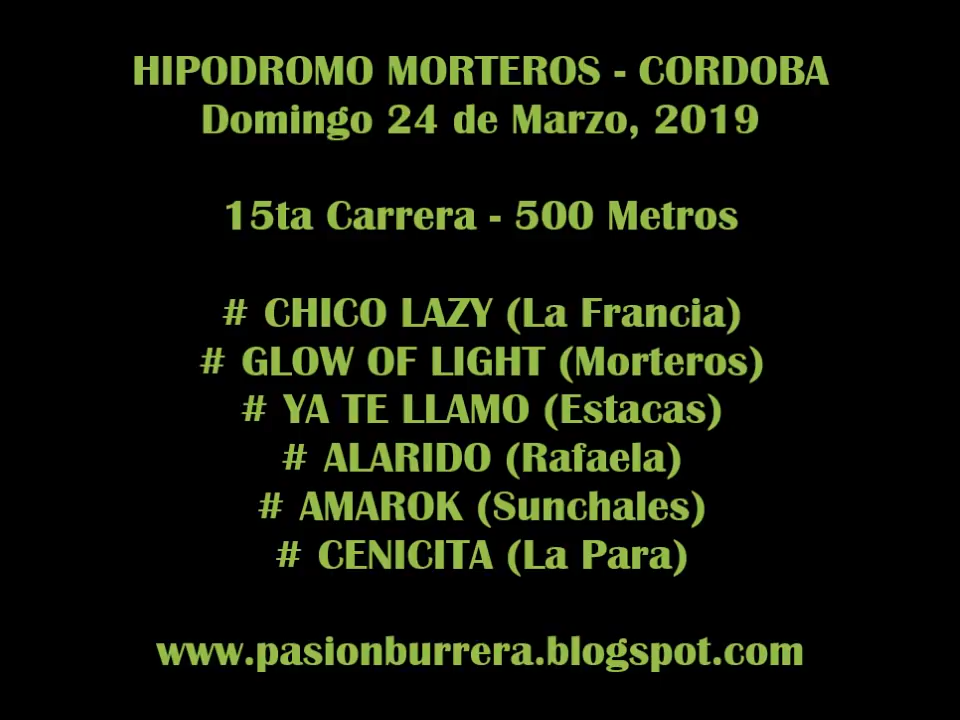 HIPODROMO MORTEROS - CORDOBA
Domingo 24 de Marzo, 2019
15ta Carrera - 500 Metros
# CHICO LAZY (La Francia)
# GLOW OF LIGHT (Morteros)
# YA TE LLAMO (Estacas)
# ALARIDO (Rafaela)
# AMAROK (Sunchales)
# CENICITA (La Para)
www.pasionburrera.blogspot.com